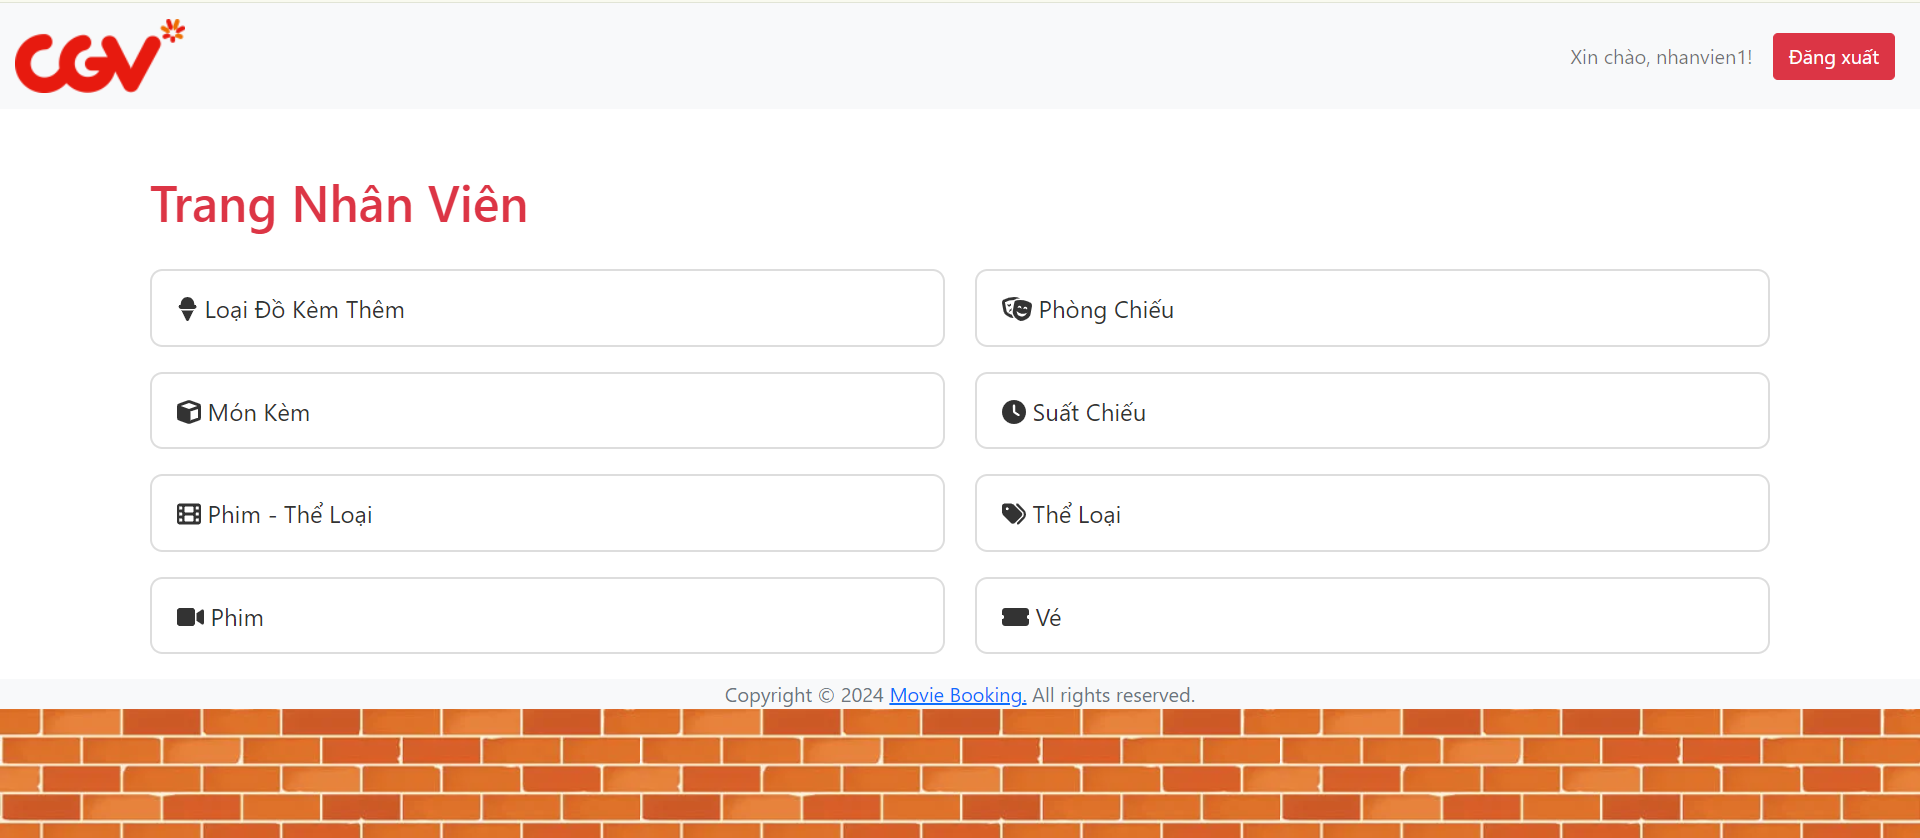 CGV
Xin chào, nhanvien1!
Đăng xuất
Trang Nhân Viên
Loại Đồ Kèm Thêm
Phòng Chiếu
Món Kèm
Suất Chiếu
Phim - Thể Loại
Thể Loại
Phim
Vé
Copyright © 2024 Movie Booking. All rights reserved.